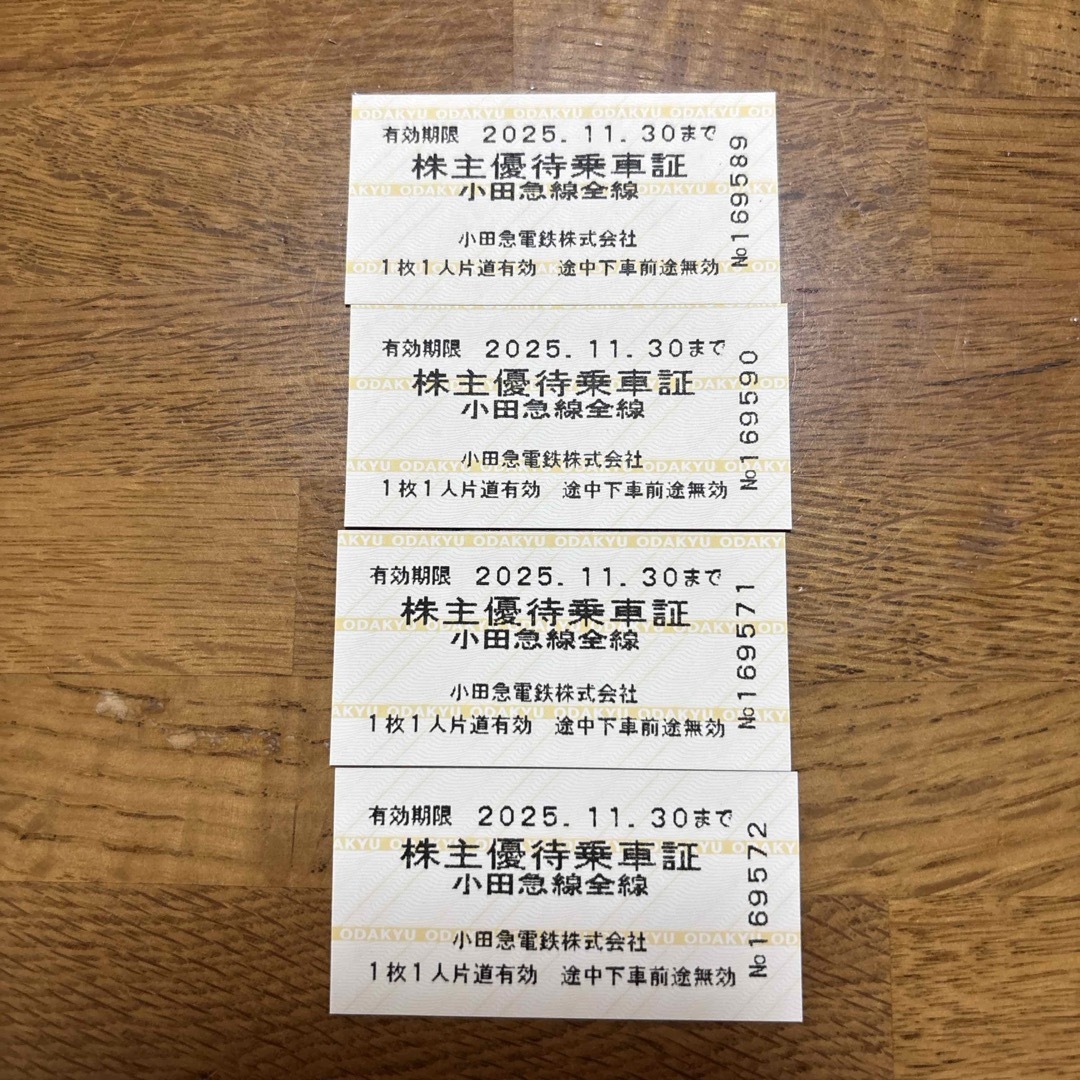 ODAKYU ODAKYU ODAKYU ODAKYU
有効期限 2025.11.30まで
株主優待乗車証
小田急線全線
小田急電鉄株式会社
1枚1人片道有効 途中下車前途無効
№169589
有効期限 2025.11.30まで
株主優待乗車証
小田急線全線
小田急電鉄株式会社
1枚1人片道有効 途中下車前途無効
№169590
ODAKYU ODAKYU ODAKYU ODAKYU
有効期限 2025.11.30まで
株主優待乗車証
小田急線全線
小田急電鉄株式会社
1枚1人片道有効 途中下車前途無効
№169571
有効期限 2025.11.30まで
株主優待乗車証
小田急線全線
小田急電鉄株式会社
1枚1人片道有効 途中下車前途無効
№169572